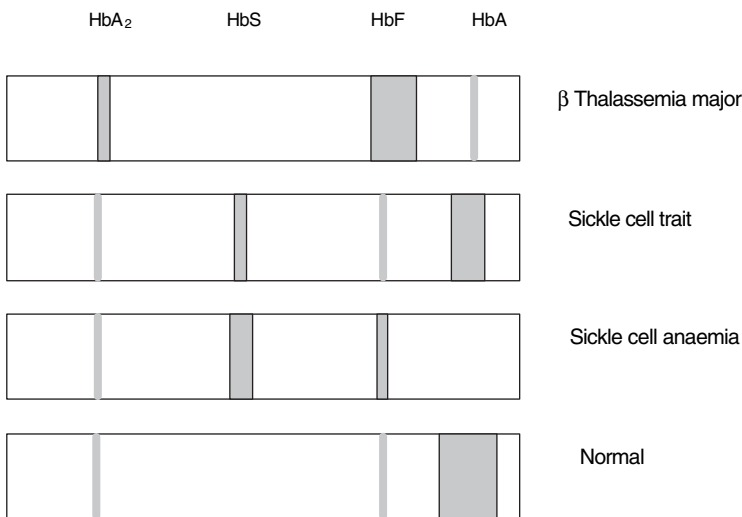 HbA₂ HbS HbF HbA
β Thalassemia major
Sickle cell trait
Sickle cell anaemia
Normal